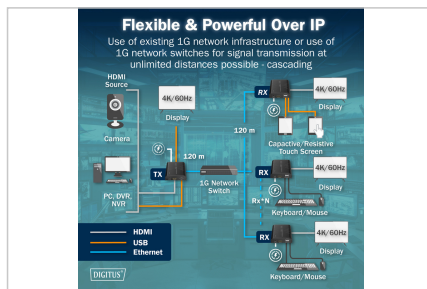 Flexible & Powerful Over IP
Use of existing 1G network infrastructure or use of
1G network switches for signal transmission at
unlimited distances possible - cascading
HDMI
Source
Camera
PC, DVR,
NVR
4K/60Hz
Display
TX
120 m
1G Network
Switch
120 m
RX
4K/60Hz
Display
Capactive/Resistive
Touch Screen
RX
4K/60Hz
Display
Keyboard/Mouse
Rx*N
RX
4K/60Hz
Display
Keyboard/Mouse
HDMI
USB
Ethernet
DIGITUS®